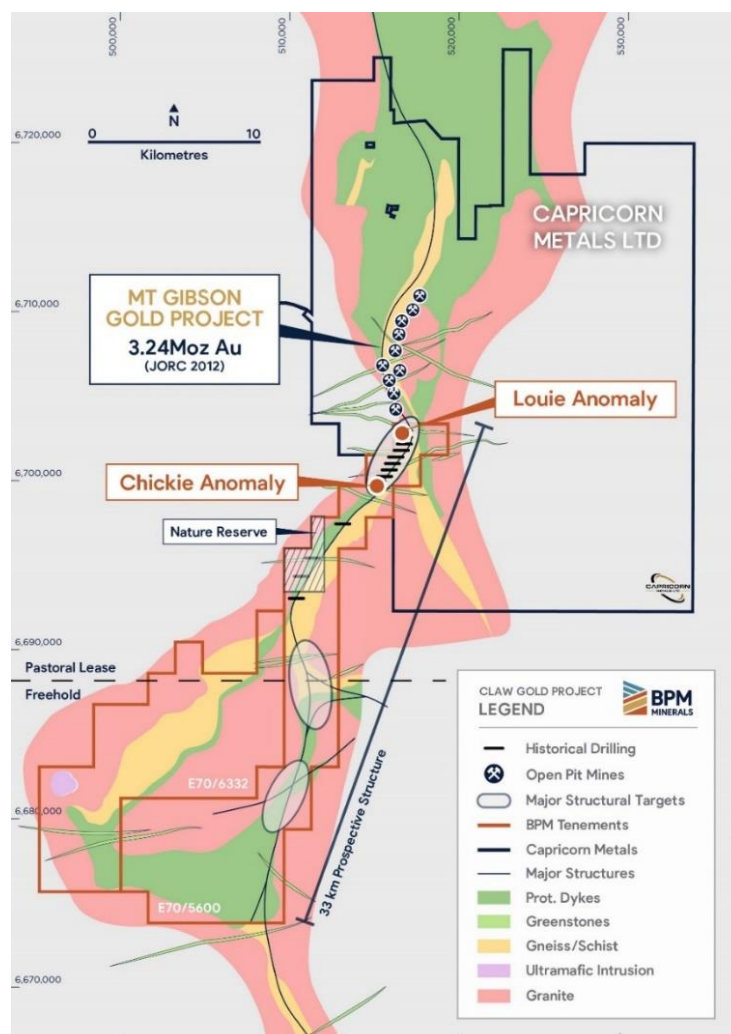 500,000
510,000
520,000
530,000
6,720,000
N
0 10
Kilometres
CAPRICORN
METALS LTD
6,710,000
MT GIBSON
GOLD PROJECT
3.24Moz Au
(JORC 2012)
Louie Anomaly
6,700,000
Chickie Anomaly
Nature Reserve
CAPRICORN
METALS LTD
6,690,000
Pastoral Lease
Freehold
33 km Prospective Structure
E70/6332
6,680,000
E70/5600
6,670,000
CLAW GOLD PROJECT
LEGEND
BPM
MINERALS
Historical Drilling
Open Pit Mines
Major Structural Targets
BPM Tenements
Capricorn Metals
Major Structures
Prot. Dykes
Greenstones
Gneiss/Schist
Ultramafic Intrusion
Granite